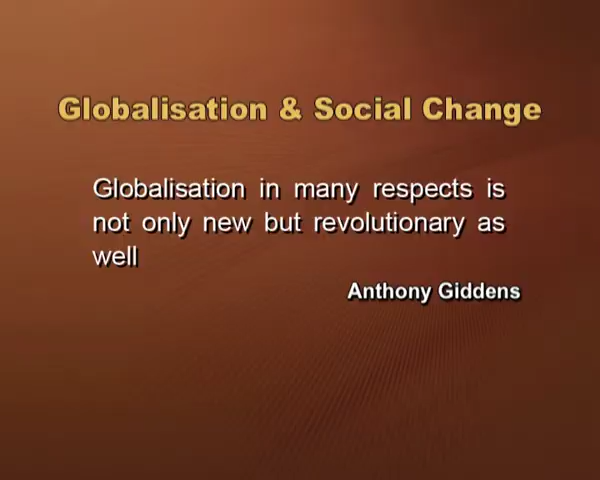 Globalisation & Social Change
Globalisation in many respects is
not only new but revolutionary as
well
Anthony Giddens